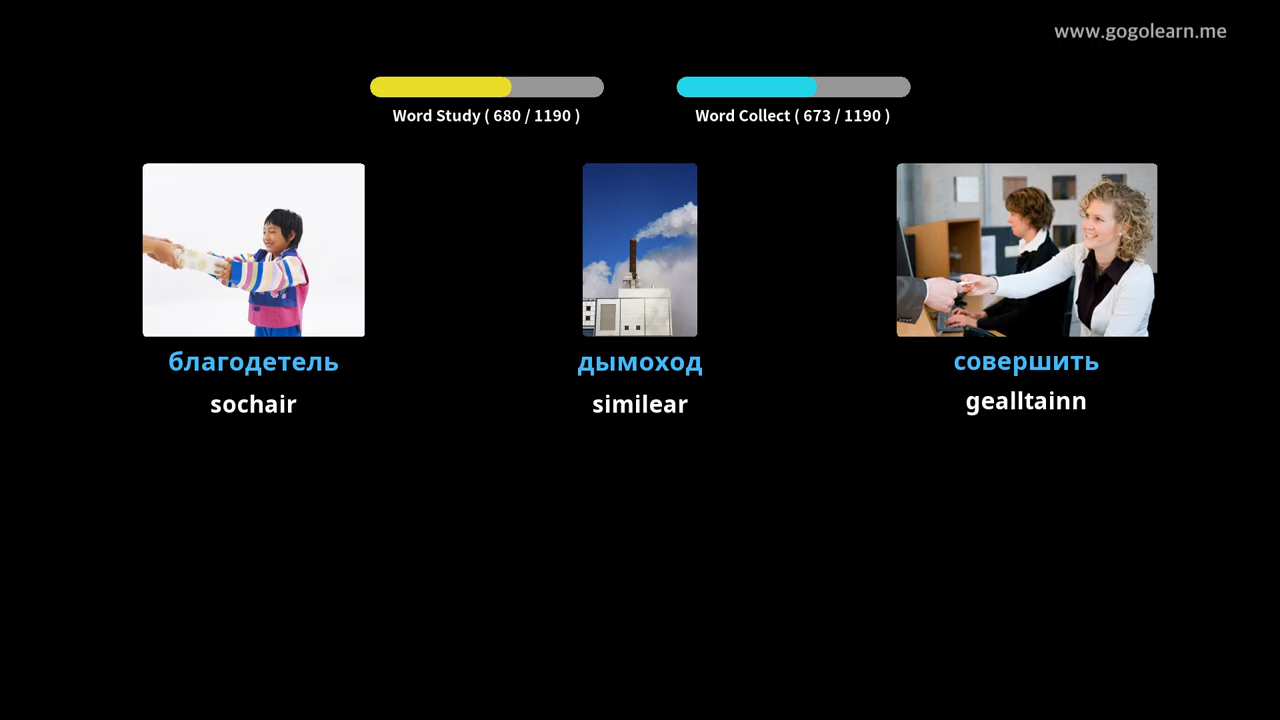 www.gogolearn.me
Word Study ( 680 / 1190 )
Word Collect ( 673 / 1190 )
благодетель
дымоход
совершить
sochair
similear
gealltainn